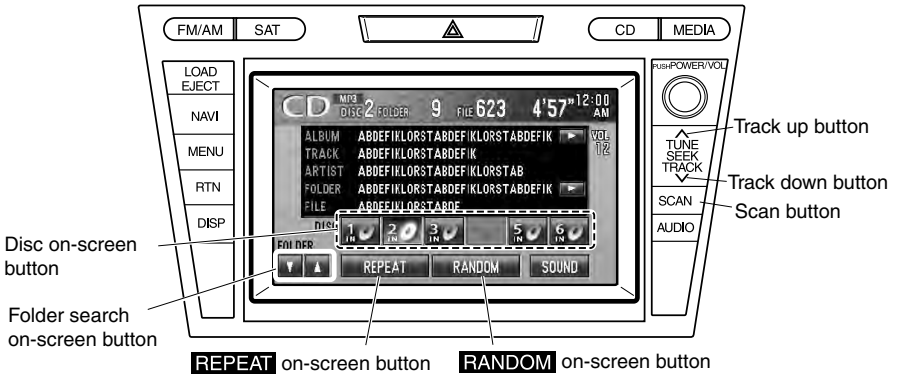 FM/AM SAT CD MEDIA
LOAD
EJECT
NAVI
MENU
RTN
DISP
PUSHPOWER/VOL
TUNE
SEEK
TRACK
SCAN
AUDIO
CD MP3 DISC 2 FOLDER 9 FILE 623 4'57" 12:00 AM
VOL
12
ALBUM ABDEFIKLORSTABDEFIKLORSTABDEFIK
TRACK ABDEFIKLORSTABDEFIK
ARTIST ABDEFIKLORSTABDEFIKLORSTAB
FOLDER ABDEFIKLORSTABDEFIKLORSTABDEFIK
FILE ABDEFIKLORSTABDE
DISC 1 IN 2 IN 3 IN 5 IN 6 IN
FOLDER
REPEAT RANDOM SOUND
Track up button
Track down button
Scan button
Disc on-screen
button
Folder search
on-screen button
REPEAT on-screen button
RANDOM on-screen button